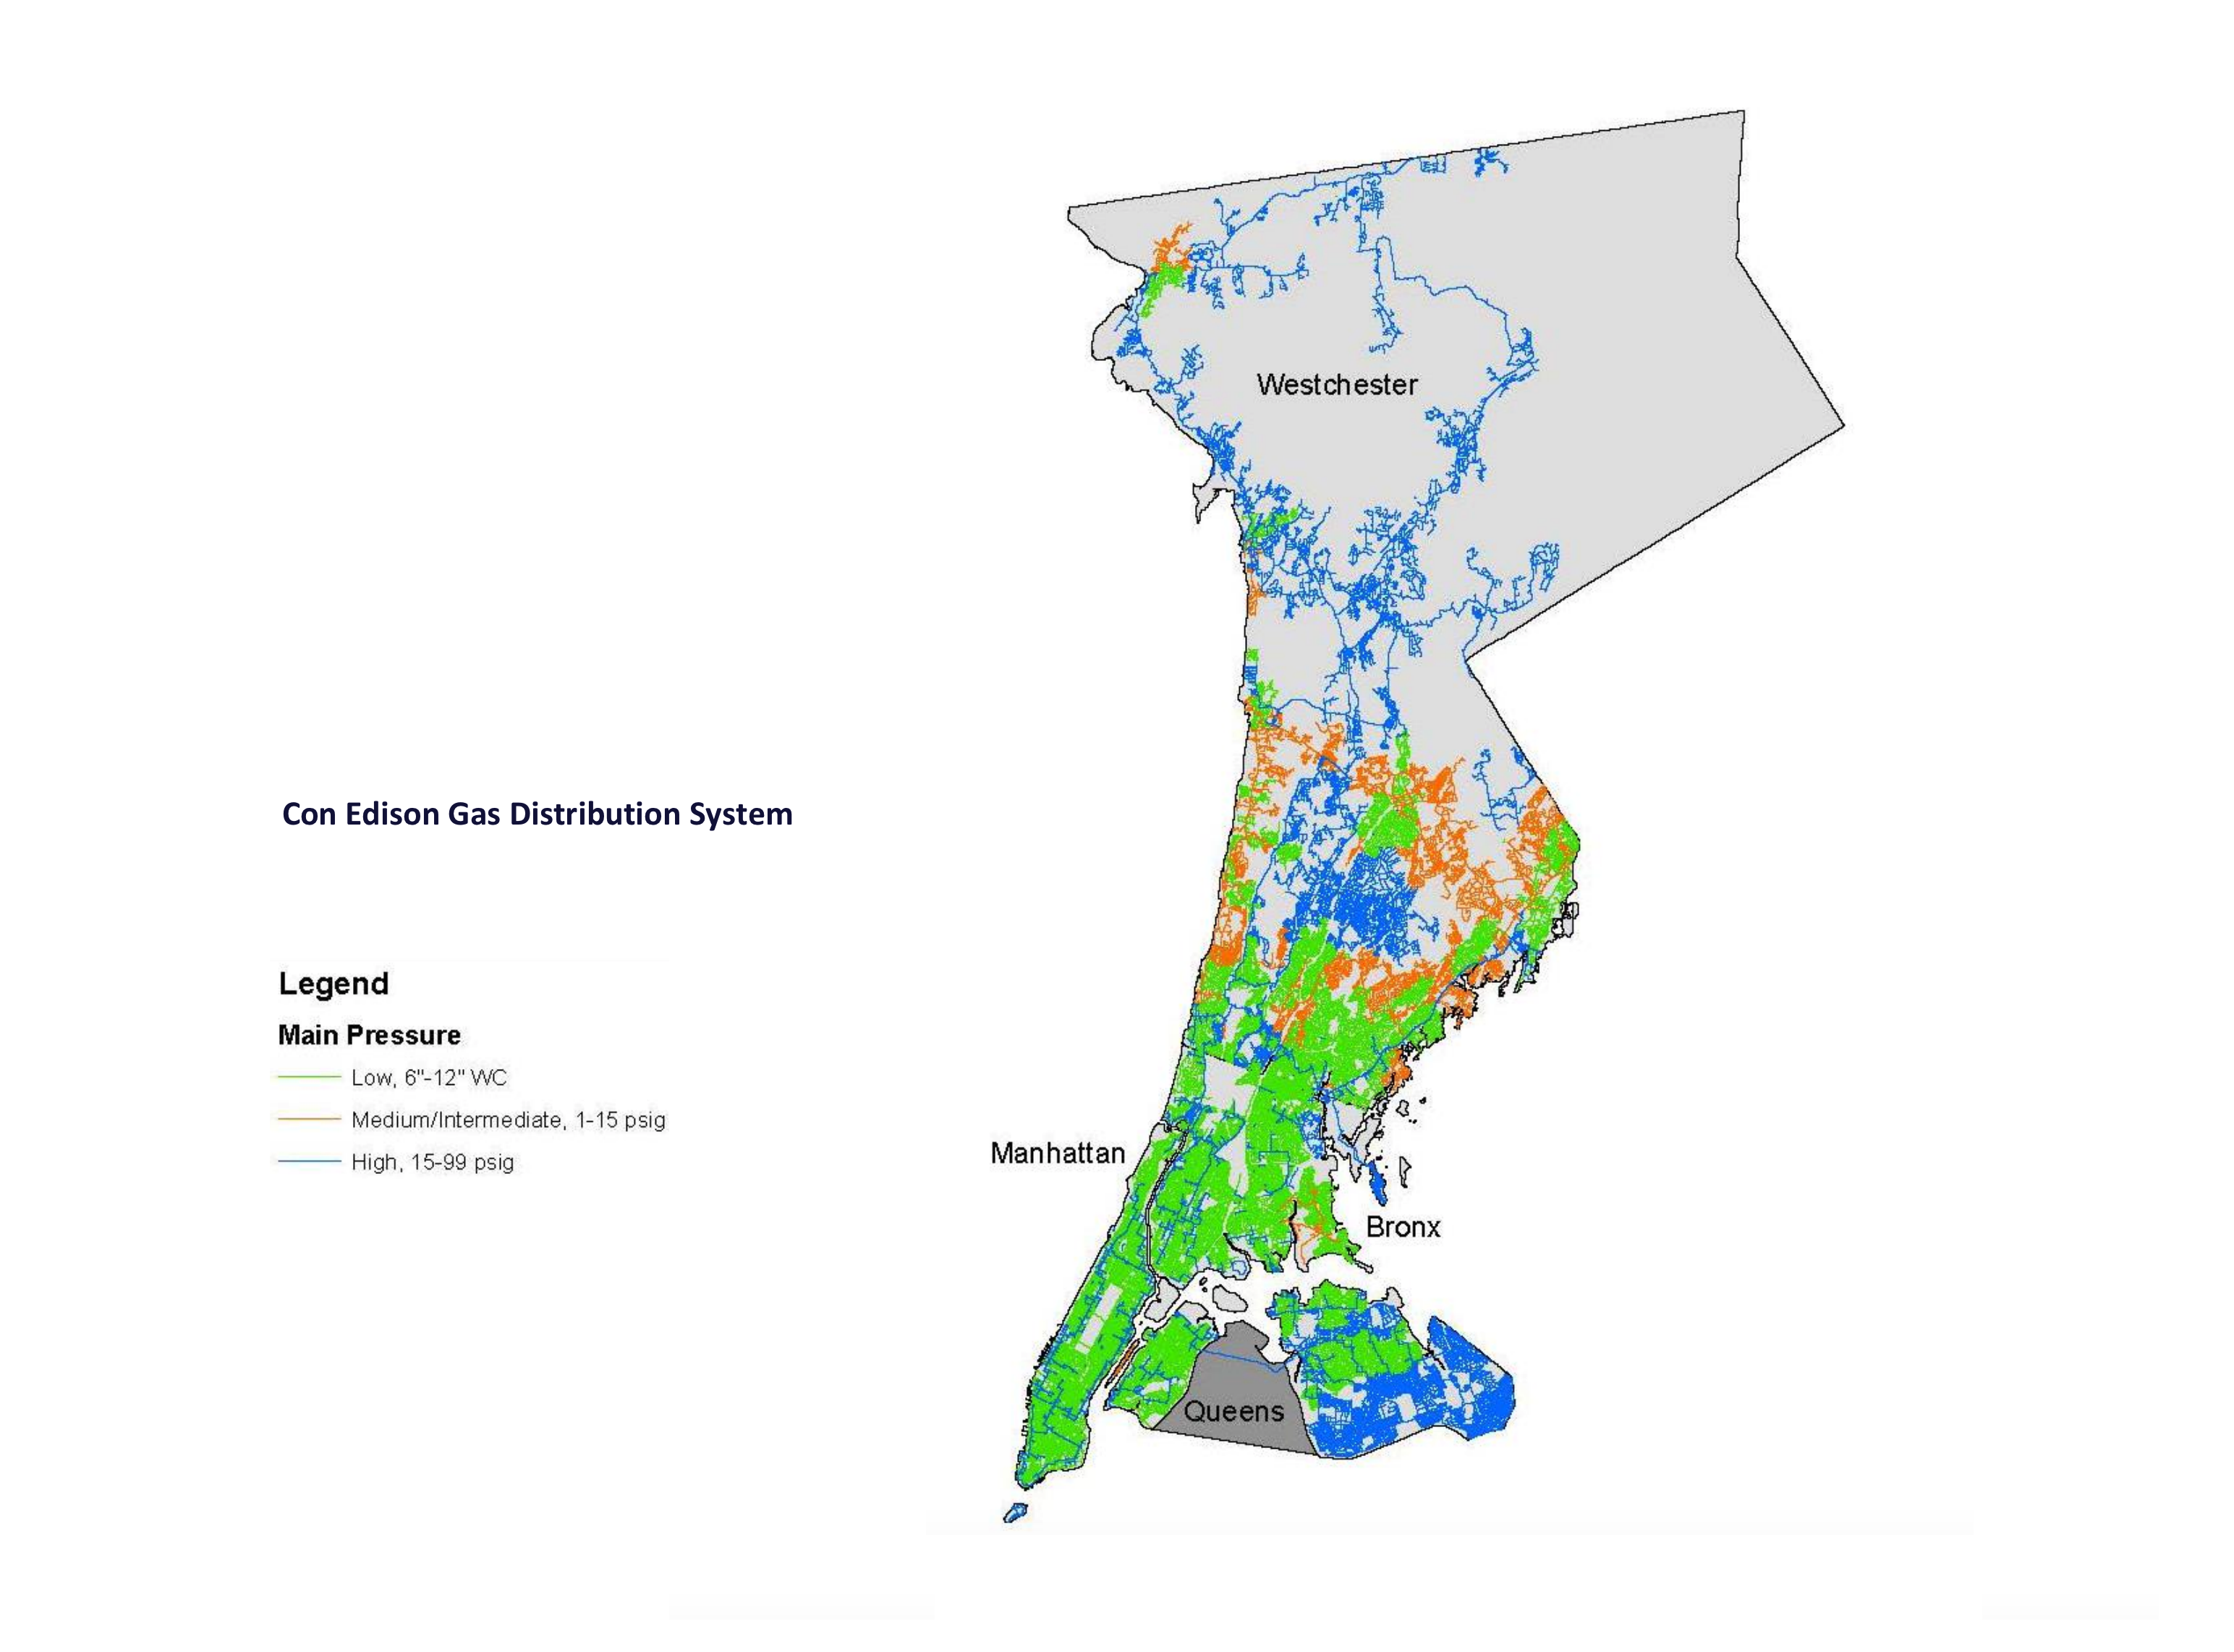 Westchester
Con Edison Gas Distribution System
Legend
Main Pressure
Low, 6"-12" WC
Medium/Intermediate, 1-15 psig
High, 15-99 psig
Manhattan
Bronx
Queens